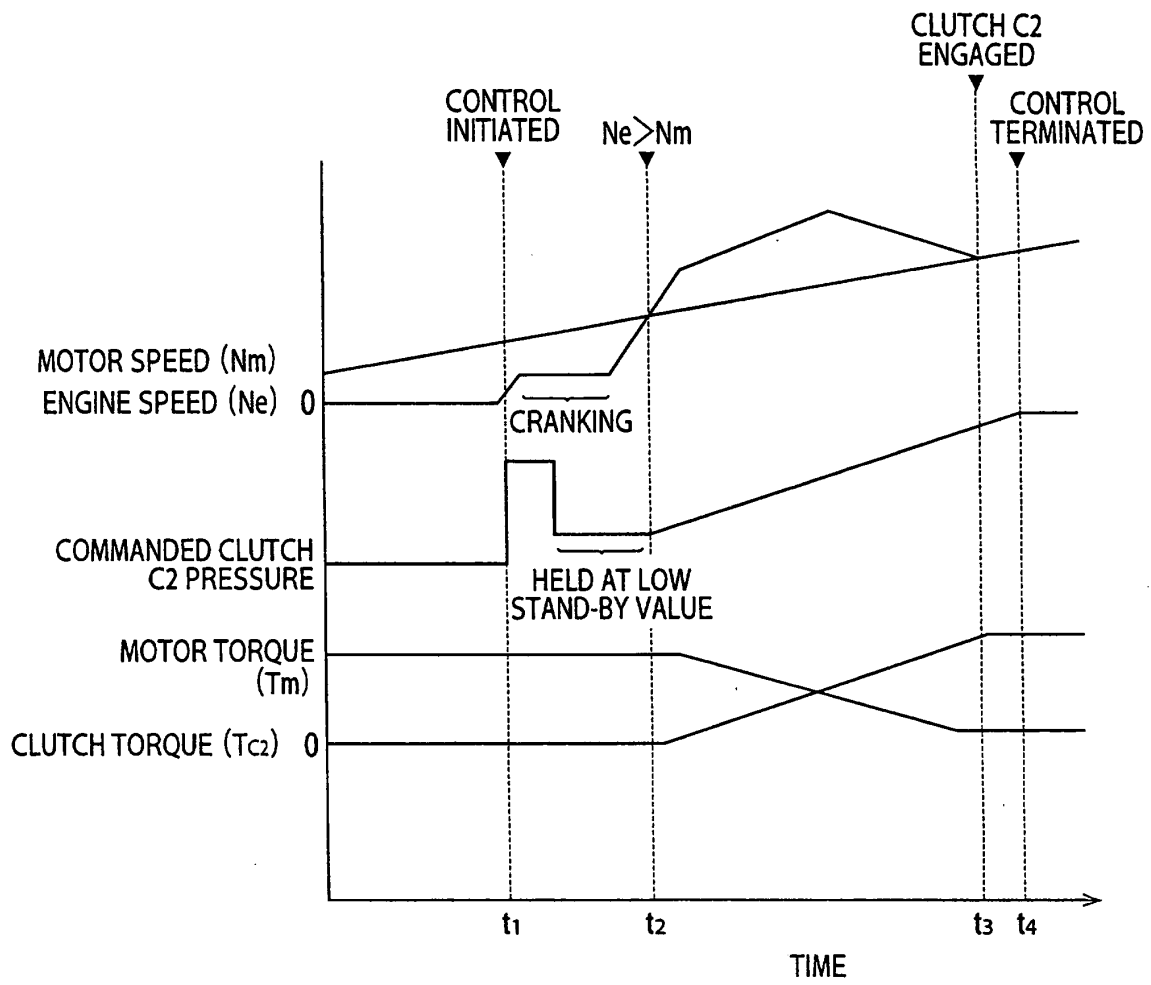 CLUTCH C2
ENGAGED
CONTROL
INITIATED
Ne>Nm
CONTROL
TERMINATED
MOTOR SPEED (Nm)
ENGINE SPEED (Ne) 0
CRANKING
COMMANDED CLUTCH
C2 PRESSURE
HELD AT LOW
STAND-BY VALUE
MOTOR TORQUE
(Tm)
CLUTCH TORQUE (TC2) 0
t1 t2 t3 t4
TIME